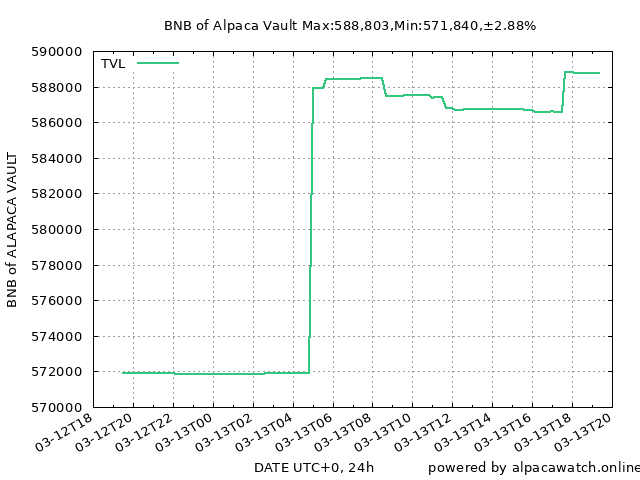 BNB of Alpaca Vault Max:588,803,Min:571,840,±2.88%
590000
TVL
588000
586000
584000
582000
580000
578000
576000
574000
572000
570000
BNB of ALAPACA VAULT
03-12T18
03-12T20
03-12T22
03-13T00
03-13T02
03-13T04
03-13T06
03-13T08
03-13T10
03-13T12
03-13T14
03-13T16
03-13T18
03-13T20
DATE UTC+0, 24h
powered by alpacawatch.online